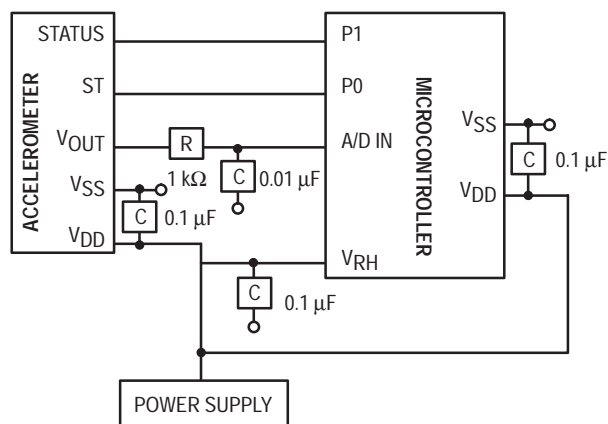 ACCELEROMETER
STATUS
ST
VOUT
VSS
VDD
R
1 kΩ
C
0.01 µF
C
0.1 µF
C
0.1 µF
P1
P0
A/D IN
VRH
MICROCONTROLLER
VSS
VDD
C
0.1 µF
POWER SUPPLY